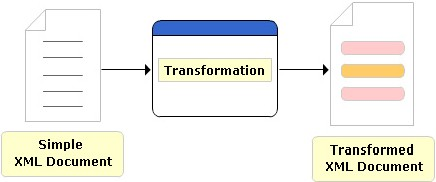 Transformation
Simple
XML Document
Transformed
XML Document